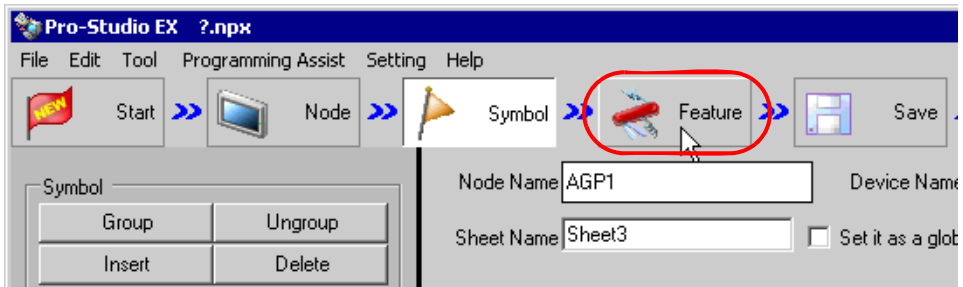 Pro-Studio EX ?.npx
File Edit Tool Programming Assist Setting Help
NEW Start Node Symbol Feature Save
Symbol
Group Ungroup
Insert Delete
Node Name AGP1 Device Name
Sheet Name Sheet3 Set it as a glob